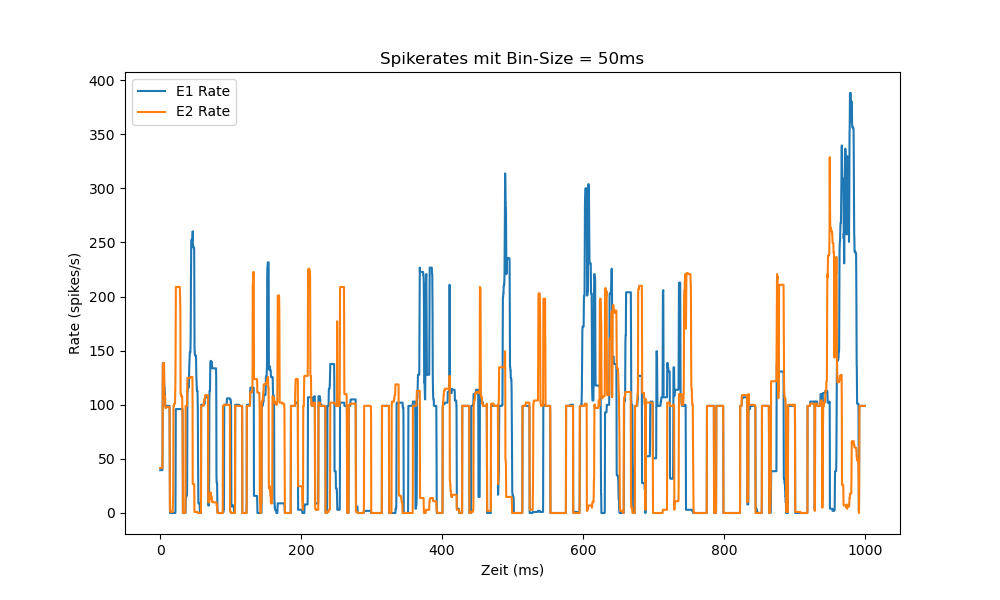 Spikerates mit Bin-Size = 50ms
E1 Rate
E2 Rate
400
350
300
250
200
150
100
50
0
Rate (spikes/s)
0 200 400 600 800 1000
Zeit (ms)